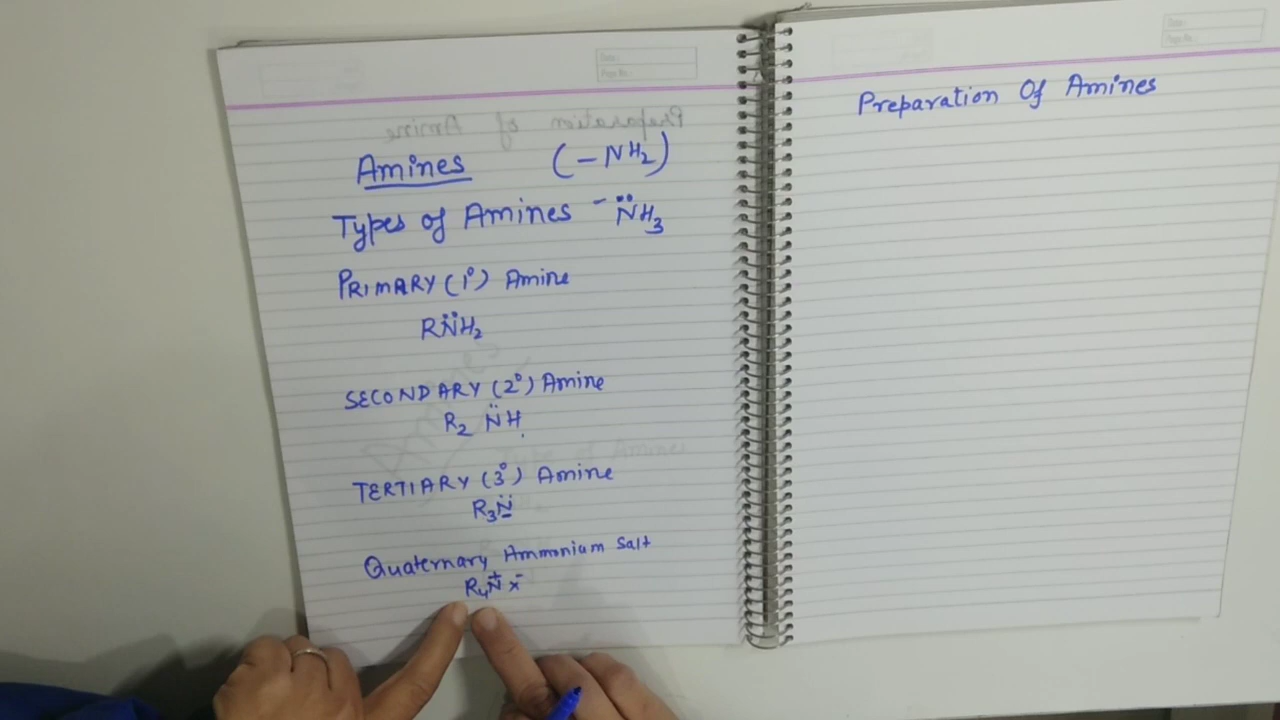 Amines (-NH2)
Types of Amines - N̈H3
PRIMARY (1°) Amine
RN̈H2
SECONDARY (2°) Amine
R2 N̈H
TERTIARY (3°) Amine
R3N̈
Quaternary Ammonium Salt
R4N⁺ x⁻
Preparation Of Amines